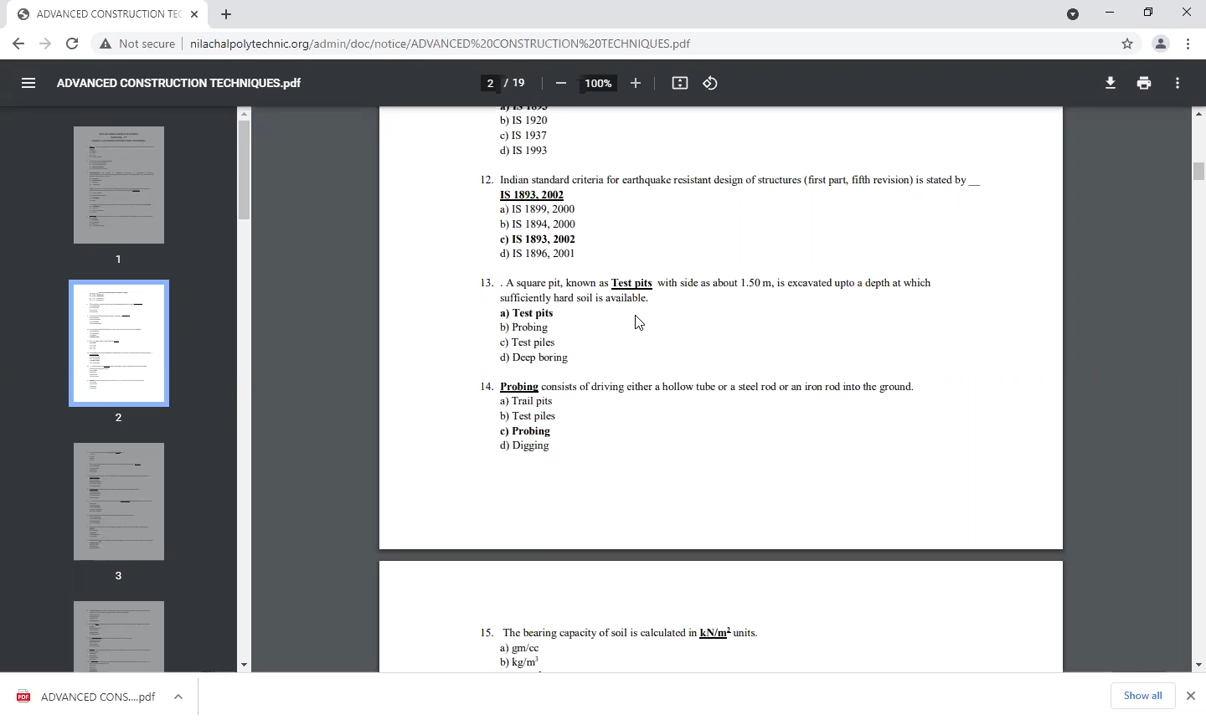 ADVANCED CONSTRUCTION TEC
Not secure
nilachalpolytechnic.org/admin/doc/notice/ADVANCED%20CONSTRUCTION%20TECHNIQUES.pdf
ADVANCED CONSTRUCTION TECHNIQUES.pdf
2 / 19
100%
a) IS 1893
b) IS 1920
c) IS 1937
d) IS 1993
12. Indian standard criteria for earthquake resistant design of structures (first part, fifth revision) is stated by __
IS 1893, 2002
a) IS 1899, 2000
b) IS 1894, 2000
c) IS 1893, 2002
d) IS 1896, 2001
13. . A square pit, known as Test pits with side as about 1.50 m, is excavated upto a depth at which
sufficiently hard soil is available.
a) Test pits
b) Probing
c) Test piles
d) Deep boring
14. Probing consists of driving either a hollow tube or a steel rod or an iron rod into the ground.
a) Trail pits
b) Test piles
c) Probing
d) Digging
15. The bearing capacity of soil is calculated in kN/m² units.
a) gm/cc
b) kg/m³
1
2
3
PDF
ADVANCED CONS....pdf
Show all